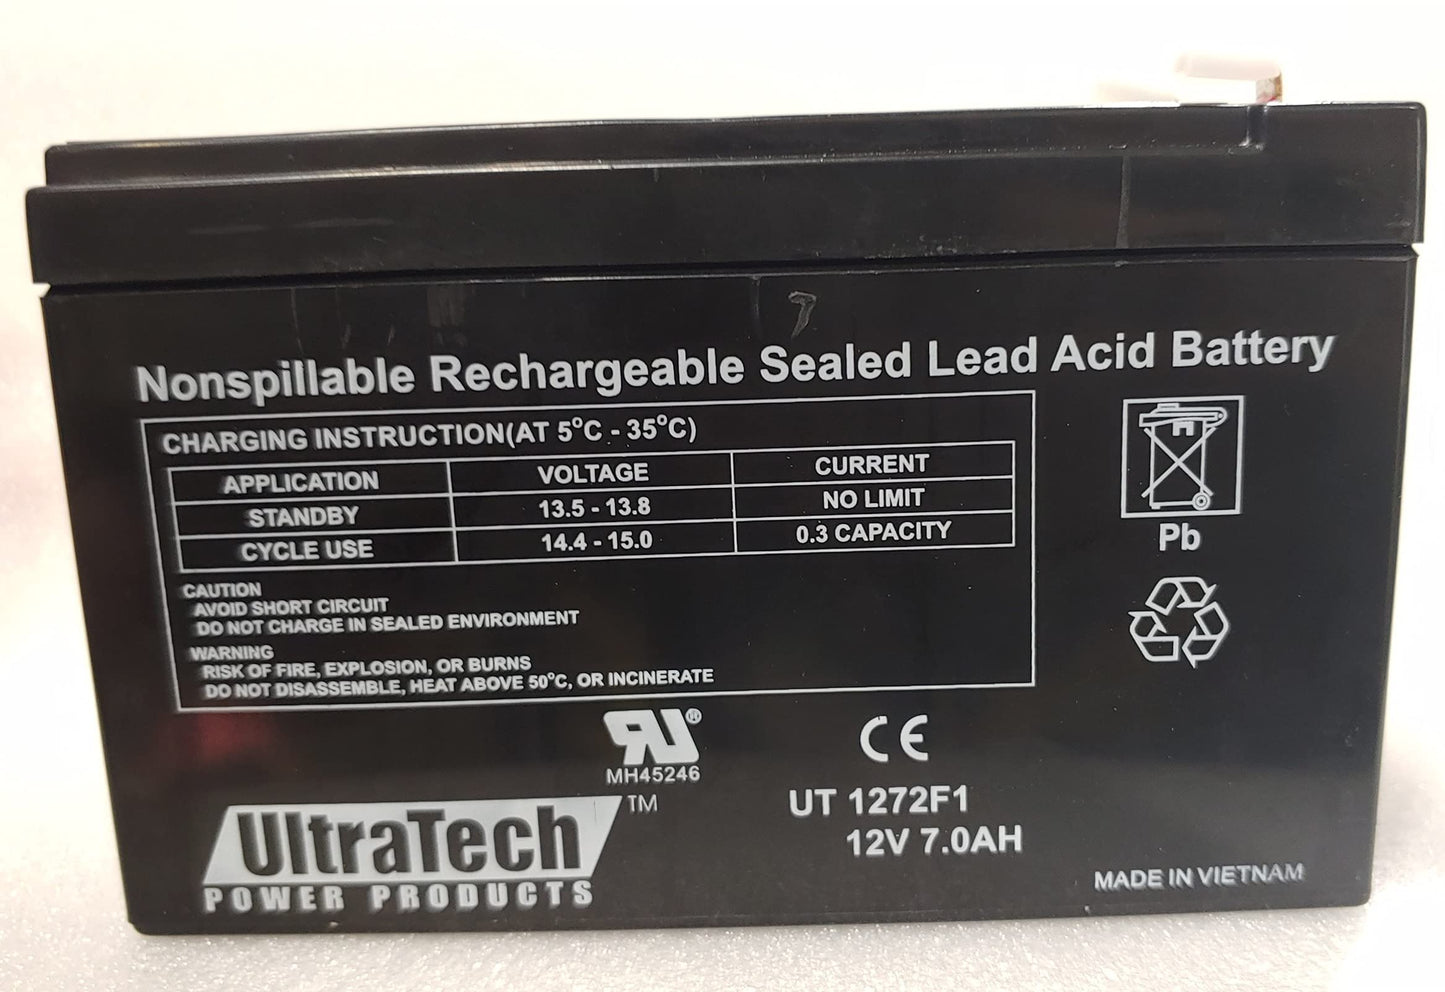 7
Nonspillable Rechargeable Sealed Lead Acid Battery
CHARGING INSTRUCTION(AT 5°C - 35°C)
APPLICATION VOLTAGE CURRENT
STANDBY 13.5 - 13.8 NO LIMIT
CYCLE USE 14.4 - 15.0 0.3 CAPACITY
CAUTION
AVOID SHORT CIRCUIT
DO NOT CHARGE IN SEALED ENVIRONMENT
WARNING
RISK OF FIRE, EXPLOSION, OR BURNS
DO NOT DISASSEMBLE, HEAT ABOVE 50°C, OR INCINERATE
Pb
RU®
MH45246
CE
UltraTech™
POWER PRODUCTS
UT 1272F1
12V 7.0AH
MADE IN VIETNAM